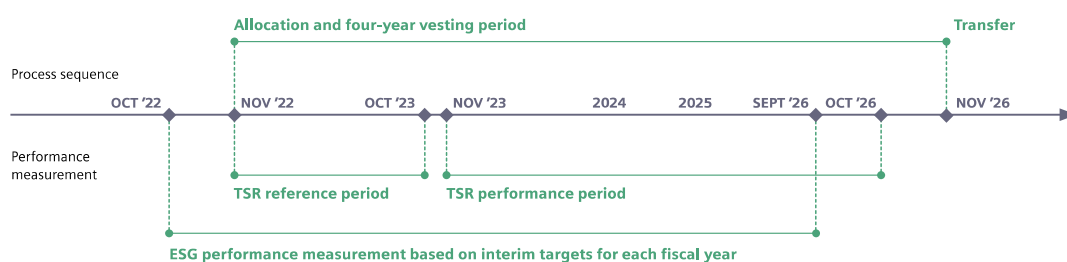 Allocation and four-year vesting period
Transfer
Process sequence
OCT ’22
NOV ’22
OCT ’23
NOV ’23
2024
2025
SEPT ’26
OCT ’26
NOV ’26
Performance
measurement
TSR reference period
TSR performance period
ESG performance measurement based on interim targets for each fiscal year